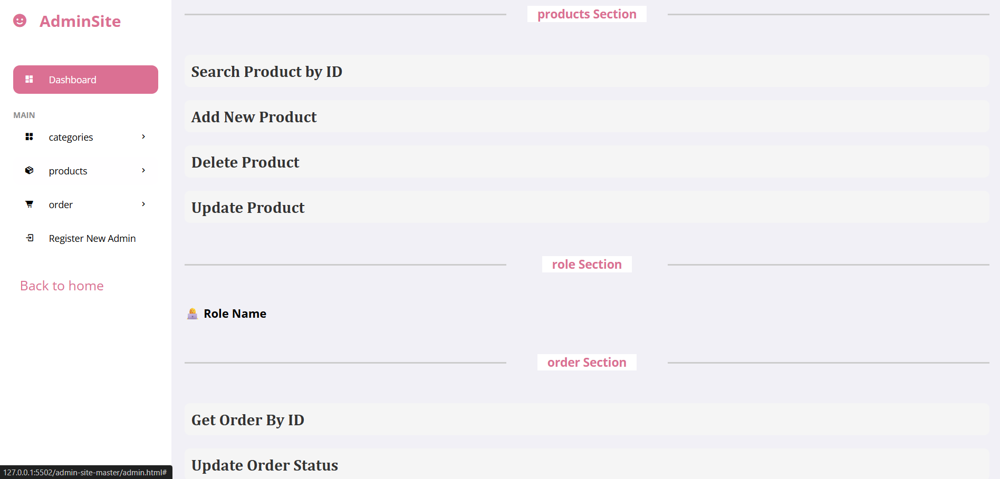 AdminSite
Dashboard
MAIN
categories
products
order
Register New Admin
Back to home
products Section
Search Product by ID
Add New Product
Delete Product
Update Product
role Section
Role Name
order Section
Get Order By ID
Update Order Status
127.0.0.1:5502/admin-site-master/admin.html#